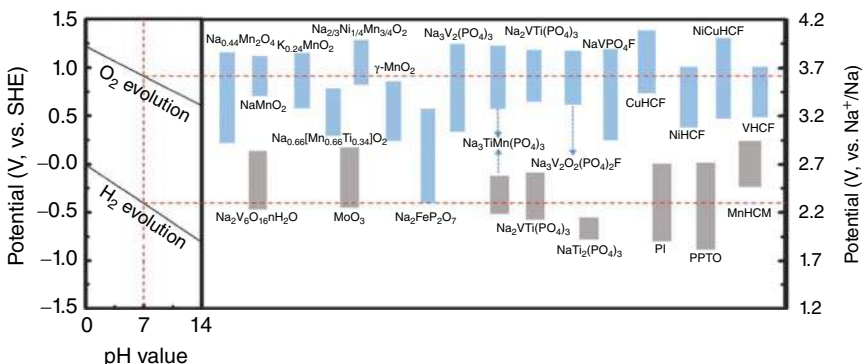 Potential (V, vs. SHE)
1.5
1.0
0.5
−0.0
−0.5
−1.0
−1.5
0
7
14
pH value
O2 evolution
H2 evolution
Na0.44Mn2O4
NaMnO2
K0.24MnO2
Na2/3Ni1/4Mn3/4O2
γ-MnO2
Na0.66[Mn0.66Ti0.34]O2
Na3V2(PO4)3
Na2VTi(PO4)3
NaVPO4F
NiCuHCF
CuHCF
NiHCF
VHCF
Na3TiMn(PO4)3
Na3V2O2(PO4)2F
Na2V6O16nH2O
MoO3
Na2FeP2O7
Na2VTi(PO4)3
NaTi2(PO4)3
PI
PPTO
MnHCM
4.2
3.7
3.2
2.7
2.2
1.7
1.2
Potential (V, vs. Na+/Na)